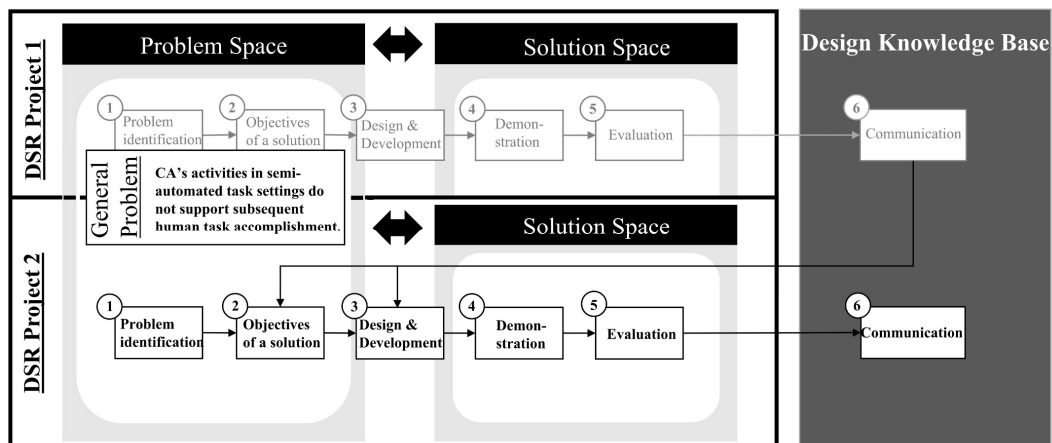 Problem Space
Solution Space
Design Knowledge Base
DSR Project 1
1
Problem
identification
2
Objectives
of a solution
3
Design &
Development
4
Demon-
stration
5
Evaluation
6
Communication
General
Problem
CA's activities in semi-
automated task settings do
not support subsequent
human task accomplishment.
Solution Space
DSR Project 2
1
Problem
identification
2
Objectives
of a solution
3
Design &
Development
4
Demon-
stration
5
Evaluation
6
Communication